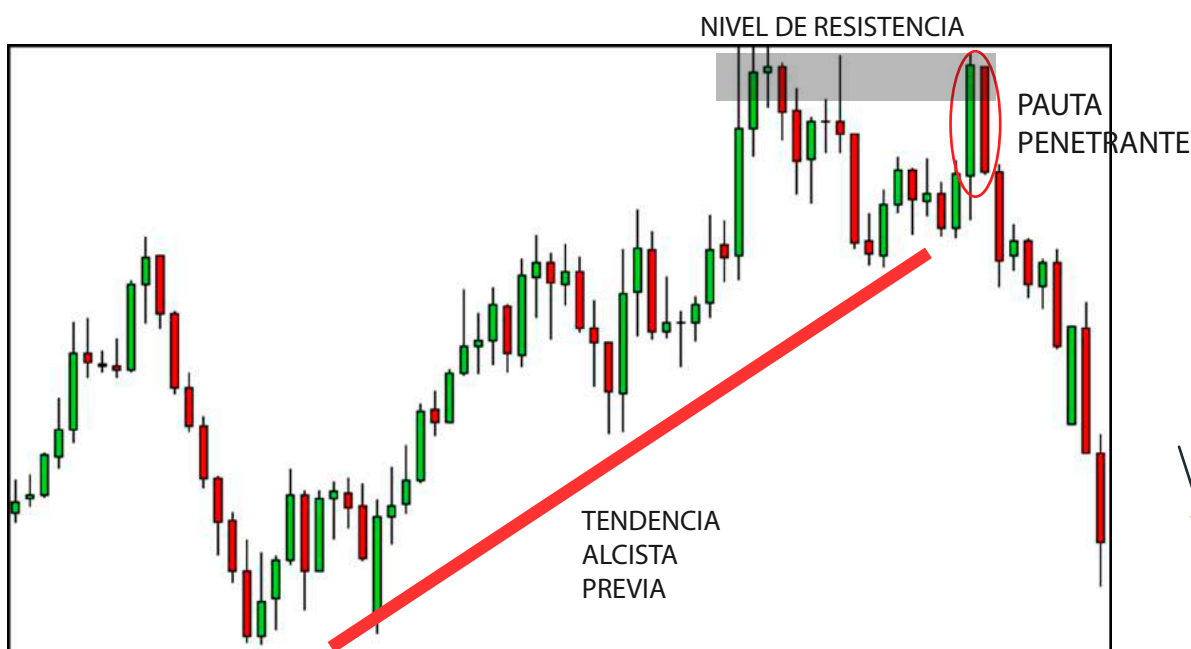 NIVEL DE RESISTENCIA
PAUTA
PENETRANTE
TENDENCIA
ALCISTA
PREVIA